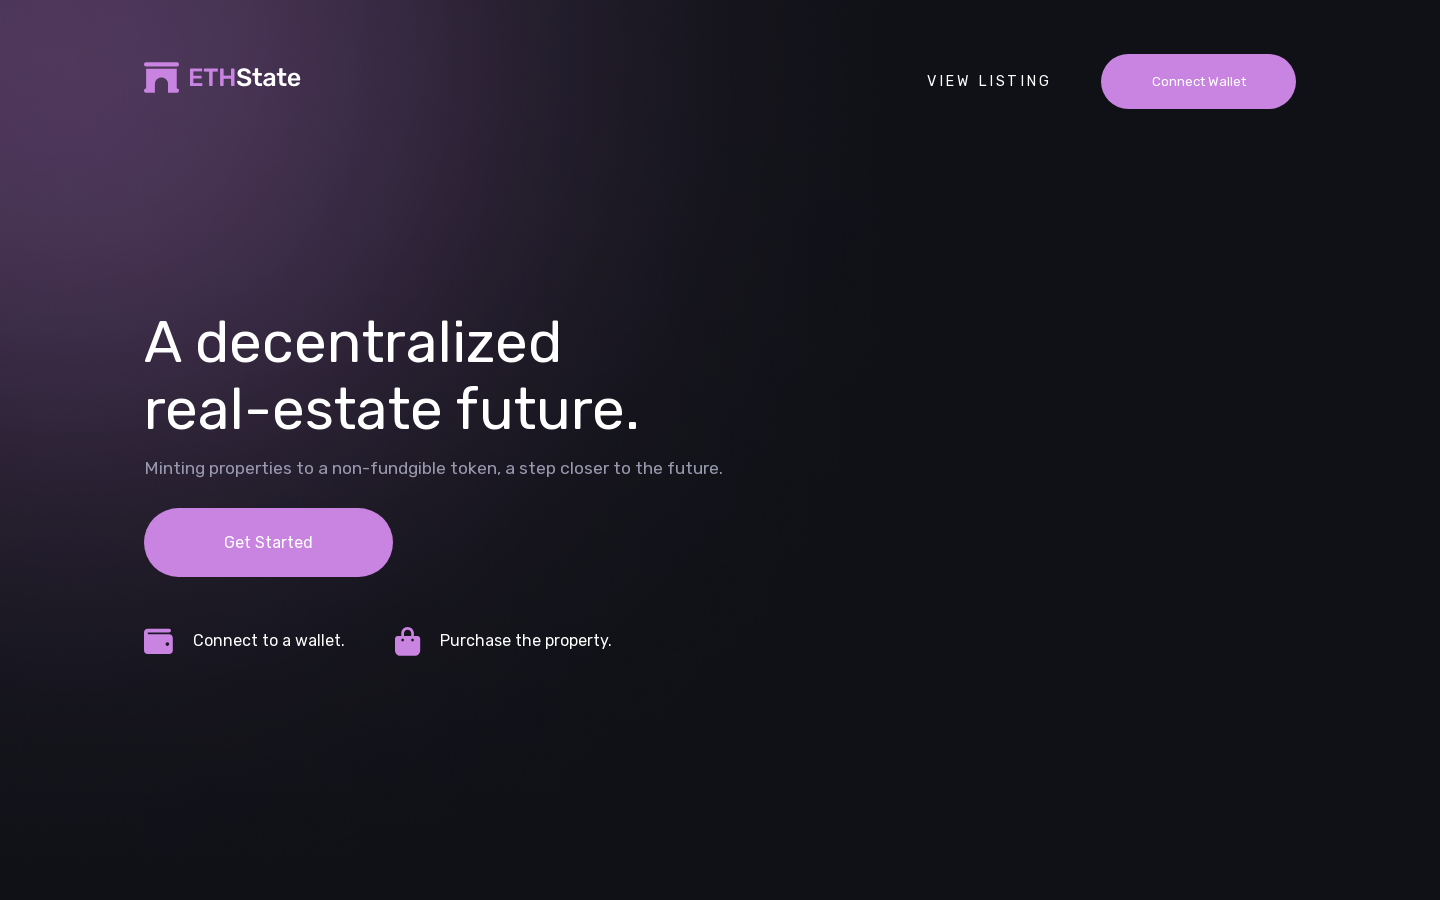 ETHState
VIEW LISTING
Connect Wallet
A decentralized
real-estate future.
Minting properties to a non-fundgible token, a step closer to the future.
Get Started
Connect to a wallet.
Purchase the property.